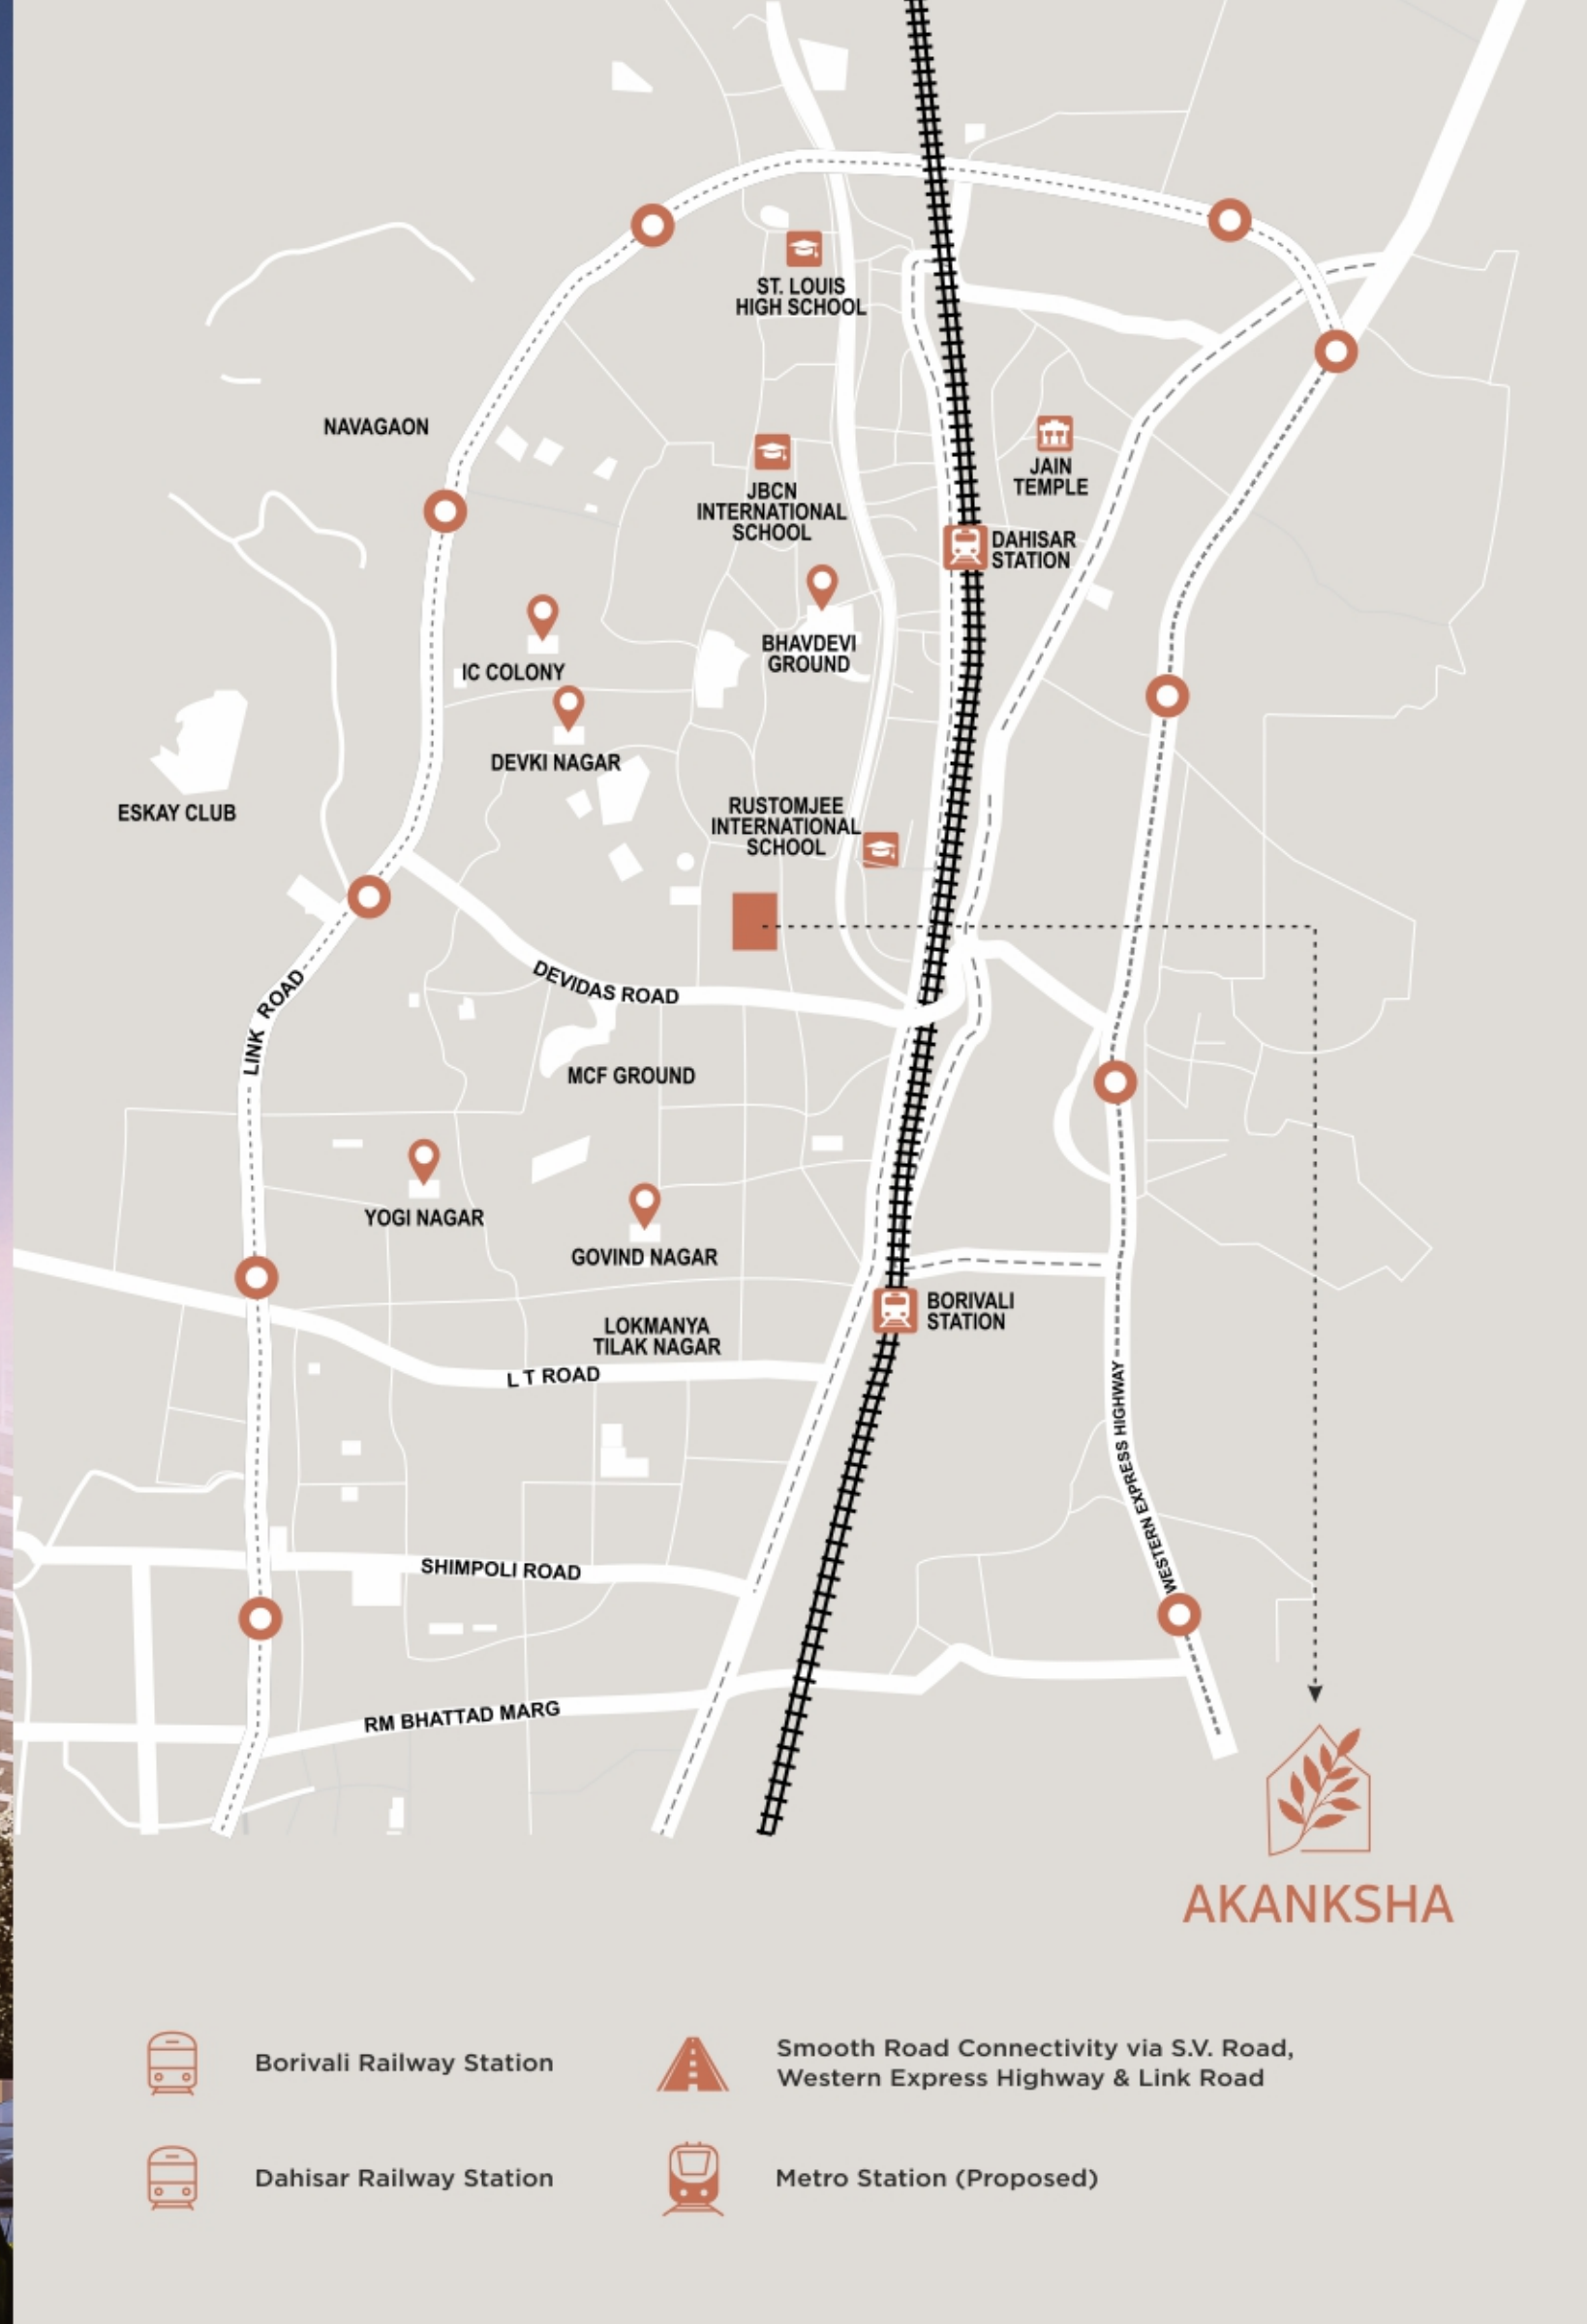 ST. LOUIS
HIGH SCHOOL
NAVAGAON
JAIN
TEMPLE
JBCN
INTERNATIONAL
SCHOOL
DAHISAR
STATION
BHAVDEVI
GROUND
IC COLONY
DEVKI NAGAR
ESKAY CLUB
RUSTOMJEE
INTERNATIONAL
SCHOOL
DEVIDAS ROAD
LINK ROAD
MCF GROUND
YOGI NAGAR
GOVIND NAGAR
BORIVALI
STATION
LOKMANYA
TILAK NAGAR
L T ROAD
WESTERN EXPRESS HIGHWAY
SHIMPOLI ROAD
RM BHATTAD MARG
AKANKSHA
Borivali Railway Station
Smooth Road Connectivity via S.V. Road,
Western Express Highway & Link Road
Dahisar Railway Station
Metro Station (Proposed)